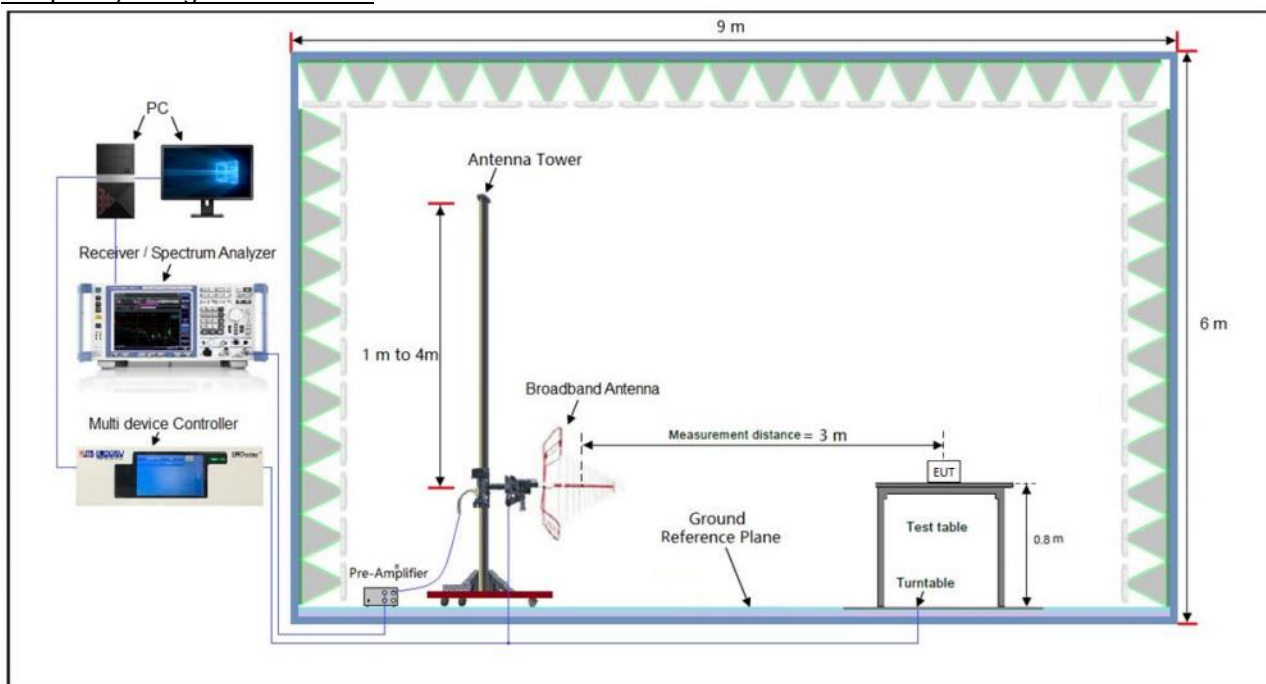 9 m
PC
Antenna Tower
Receiver / Spectrum Analyzer
6 m
1 m to 4m
Broadband Antenna
Multi device Controller
Measurement distance = 3 m
EUT
Ground
Reference Plane
Test table
0.8 m
Pre-Amplifier
Turntable